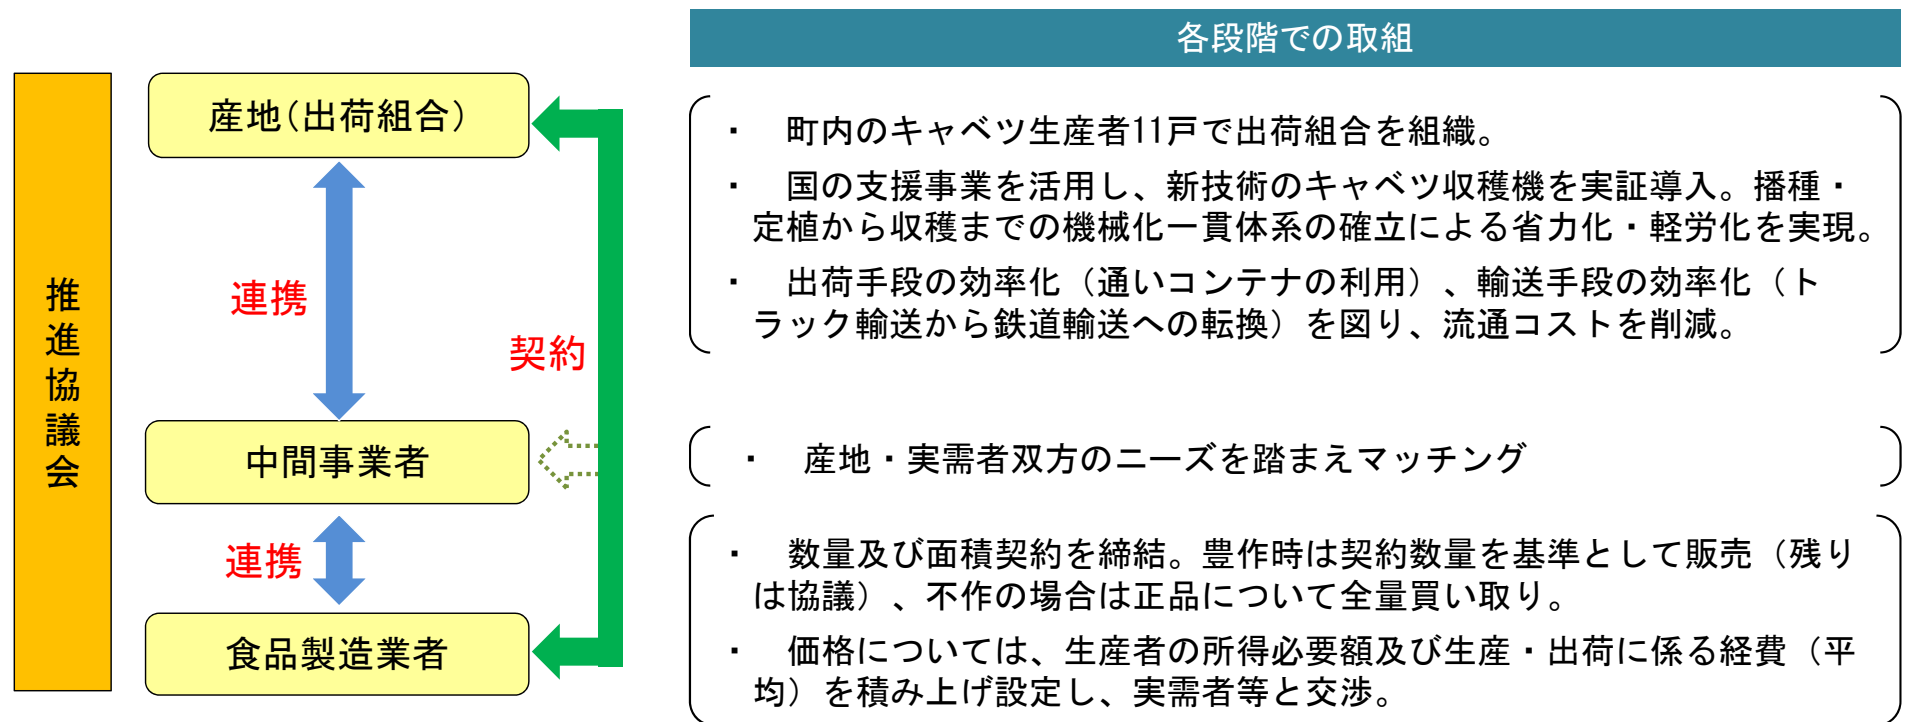 各段階での取組
推進協議会
産地（出荷組合）
連携
契約
中間事業者
連携
食品製造業者
・　町内のキャベツ生産者11戸で出荷組合を組織。
・　国の支援事業を活用し、新技術のキャベツ収穫機を実証導入。播種・
定植から収穫までの機械化一貫体系の確立による省力化・軽労化を実現。
・　出荷手段の効率化（通いコンテナの利用）、輸送手段の効率化（ト
ラック輸送から鉄道輸送への転換）を図り、流通コストを削減。
・　産地・実需者双方のニーズを踏まえマッチング
・　数量及び面積契約を締結。豊作時は契約数量を基準として販売（残り
は協議）、不作の場合は正品について全量買い取り。
・　価格については、生産者の所得必要額及び生産・出荷に係る経費（平
均）を積み上げ設定し、実需者等と交渉。